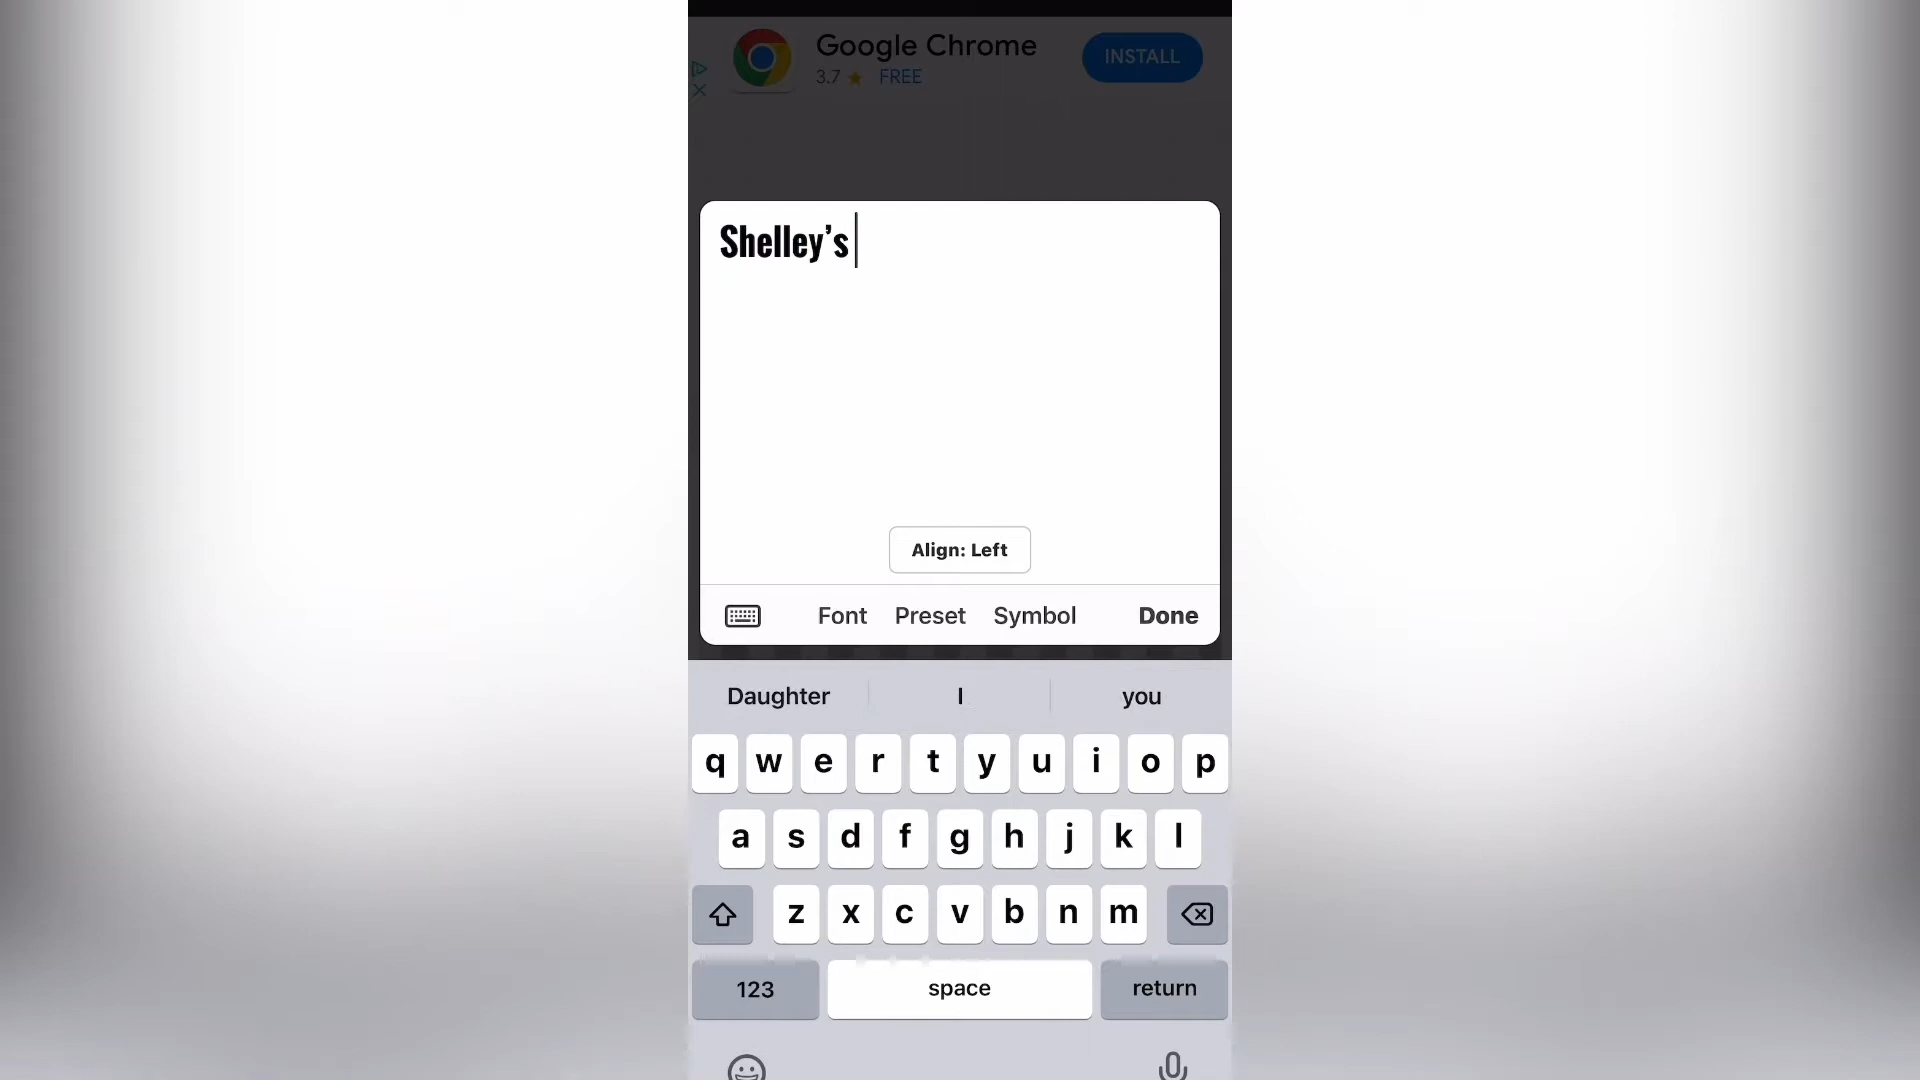 Google Chrome
INSTALL
3.7 ★ FREE
Shelley’s
Align: Left
Font Preset Symbol Done
Daughter I you
q w e r t y u i o p
a s d f g h j k l
z x c v b n m
123 space return